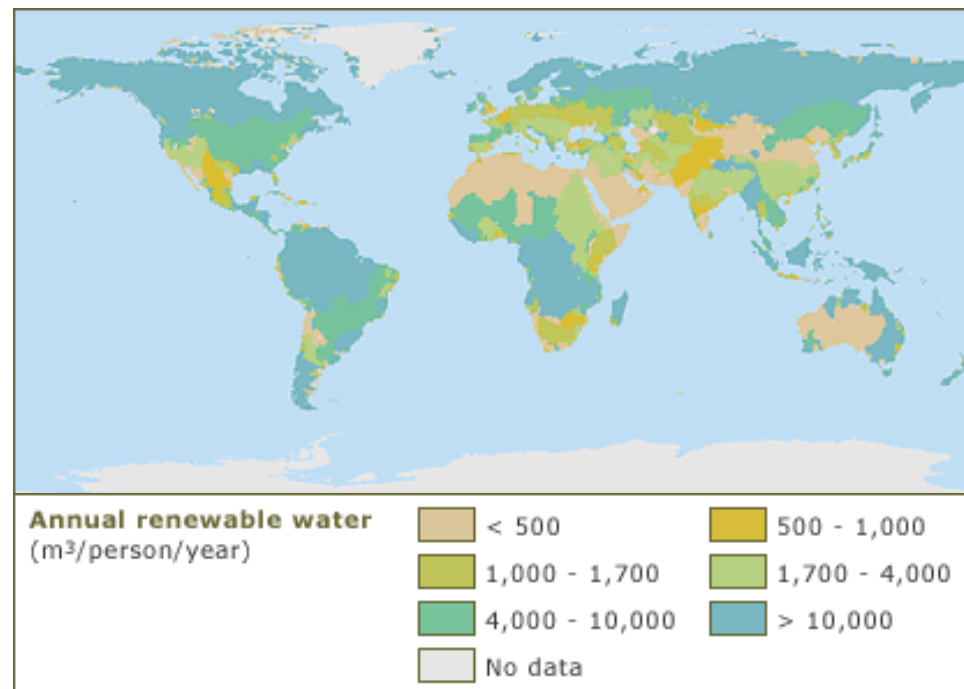 Annual renewable water
(m³/person/year)
< 500
500 - 1,000
1,000 - 1,700
1,700 - 4,000
4,000 - 10,000
> 10,000
No data